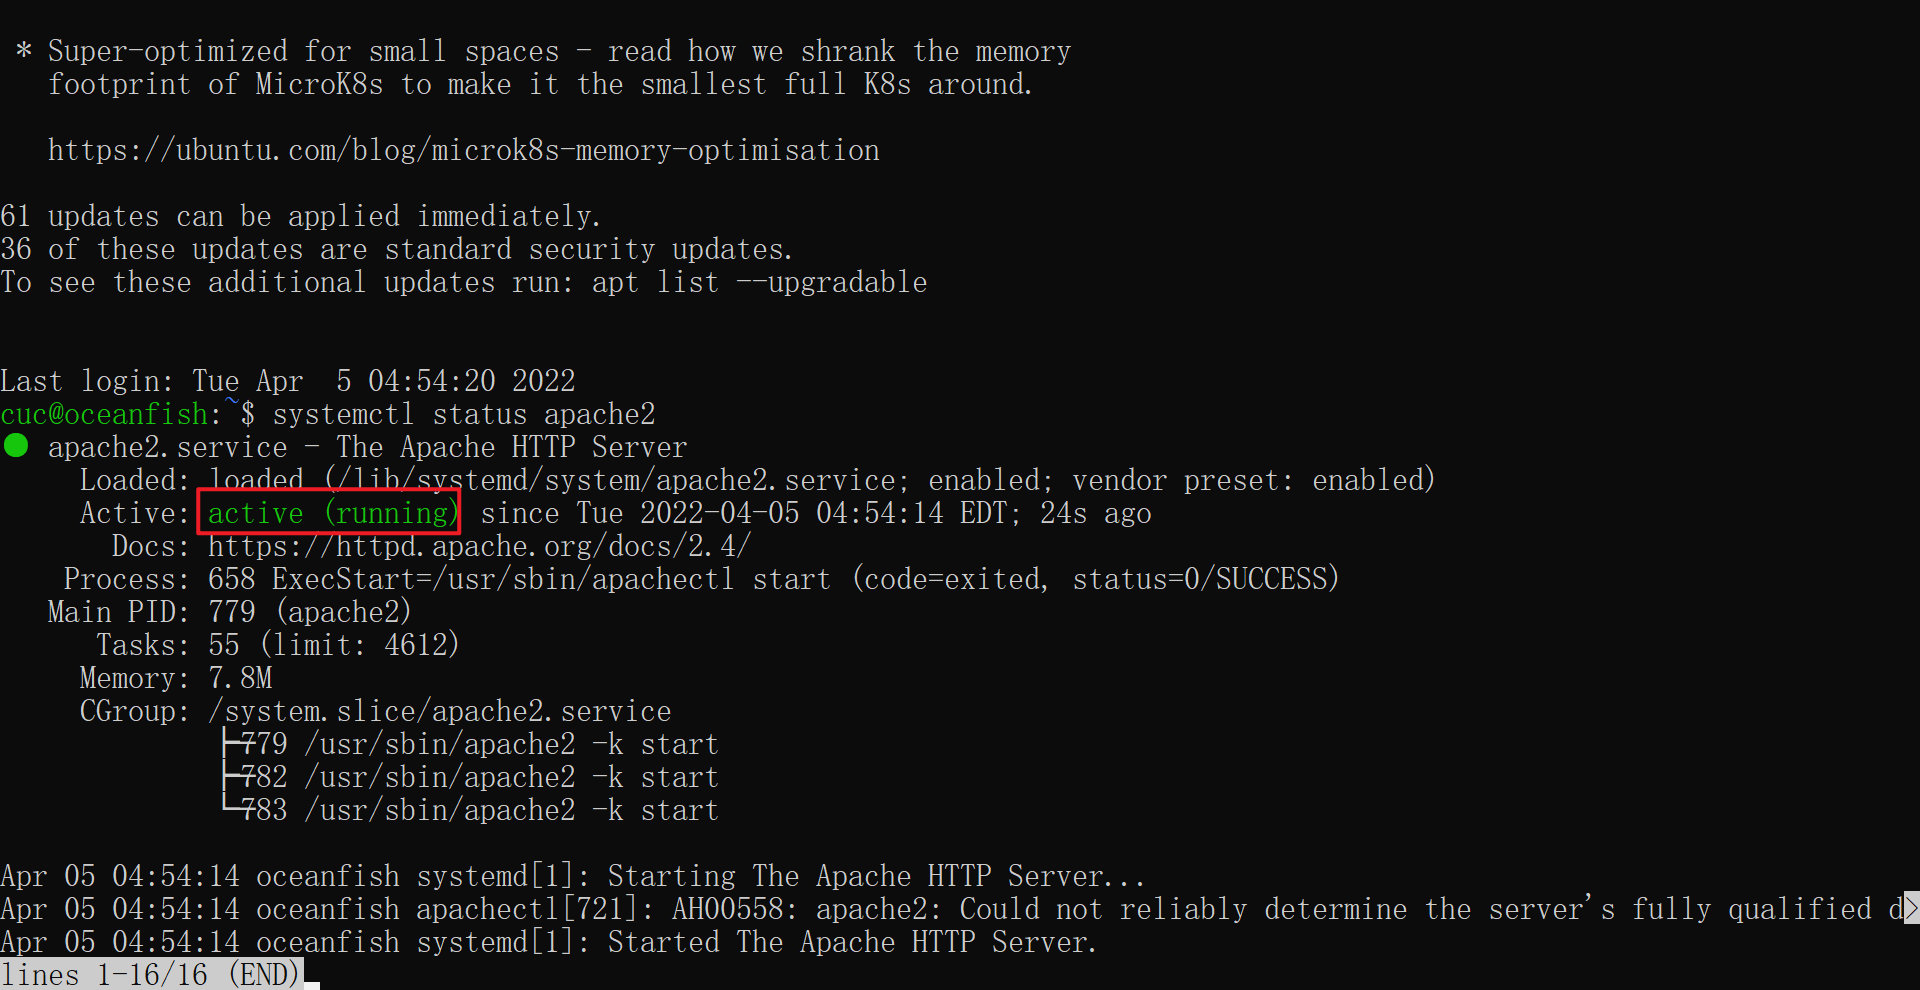 * Super-optimized for small spaces - read how we shrank the memory
footprint of MicroK8s to make it the smallest full K8s around.
https://ubuntu.com/blog/microk8s-memory-optimisation
61 updates can be applied immediately.
36 of these updates are standard security updates.
To see these additional updates run: apt list --upgradable
Last login: Tue Apr  5 04:54:20 2022
cuc@oceanfish:~$ systemctl status apache2
● apache2.service - The Apache HTTP Server
Loaded: loaded (/lib/systemd/system/apache2.service; enabled; vendor preset: enabled)
Active: active (running) since Tue 2022-04-05 04:54:14 EDT; 24s ago
Docs: https://httpd.apache.org/docs/2.4/
Process: 658 ExecStart=/usr/sbin/apachectl start (code=exited, status=0/SUCCESS)
Main PID: 779 (apache2)
Tasks: 55 (limit: 4612)
Memory: 7.8M
CGroup: /system.slice/apache2.service
├─779 /usr/sbin/apache2 -k start
├─782 /usr/sbin/apache2 -k start
└─783 /usr/sbin/apache2 -k start
Apr 05 04:54:14 oceanfish systemd[1]: Starting The Apache HTTP Server...
Apr 05 04:54:14 oceanfish apachectl[721]: AH00558: apache2: Could not reliably determine the server's fully qualified d>
Apr 05 04:54:14 oceanfish systemd[1]: Started The Apache HTTP Server.
lines 1-16/16 (END)